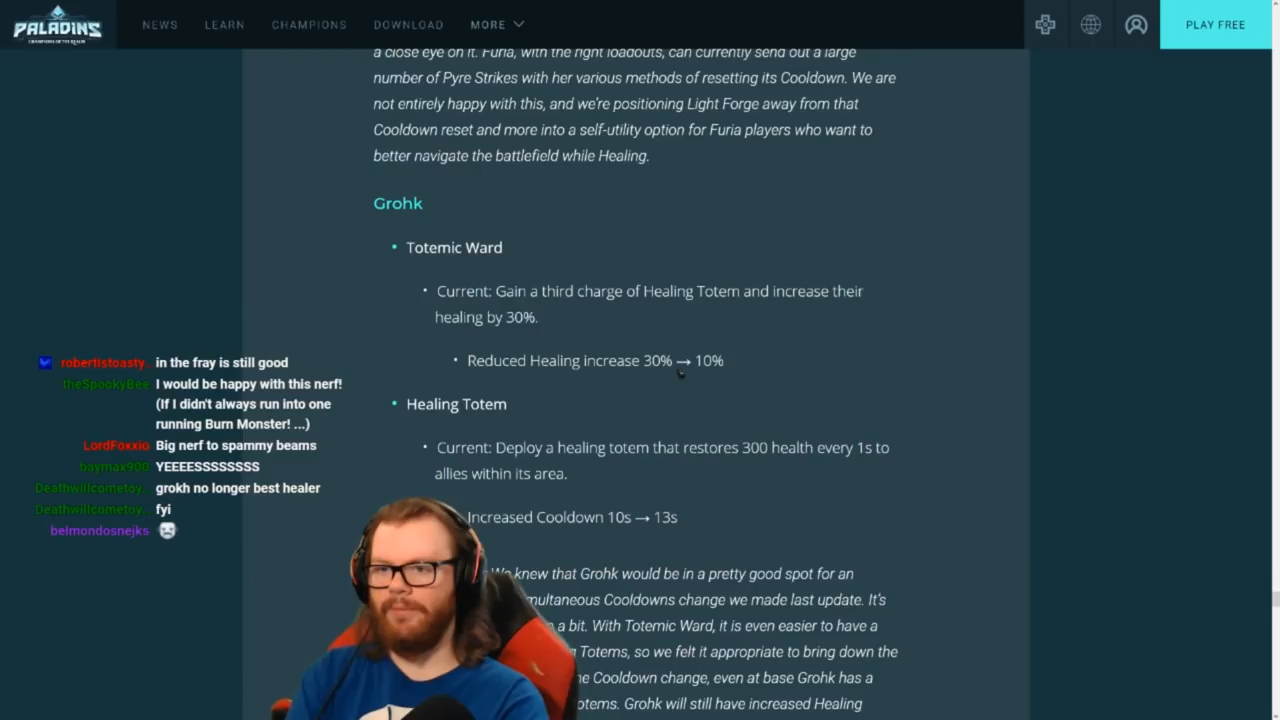 PALADINS
CHAMPIONS OF THE REALM
NEWS
LEARN
CHAMPIONS
DOWNLOAD
MORE
PLAY FREE
a close eye on it. Furia, with the right loadouts, can currently send out a large
number of Pyre Strikes with her various methods of resetting its Cooldown. We are
not entirely happy with this, and we're positioning Light Forge away from that
Cooldown reset and more into a self-utility option for Furia players who want to
better navigate the battlefield while Healing.
Grohk
• Totemic Ward
• Current: Gain a third charge of Healing Totem and increase their
healing by 30%.
• Reduced Healing increase 30% → 10%
• Healing Totem
• Current: Deploy a healing totem that restores 300 health every 1s to
allies within its area.
Increased Cooldown 10s → 13s
We knew that Grohk would be in a pretty good spot for an
multaneous Cooldowns change we made last update. It's
a bit. With Totemic Ward, it is even easier to have a
Totems, so we felt it appropriate to bring down the
e Cooldown change, even at base Grohk has a
otems. Grohk will still have increased Healing
robertistoasty.. in the fray is still good
theSpookyBee I would be happy with this nerf!
(If I didn't always run into one
running Burn Monster! ...)
LordFoxxio Big nerf to spammy beams
baymax900 YEEEESSSSSSSS
Deathwillcometoy.. grokh no longer best healer
Deathwillcometoy.. fyi
belmondosnejks